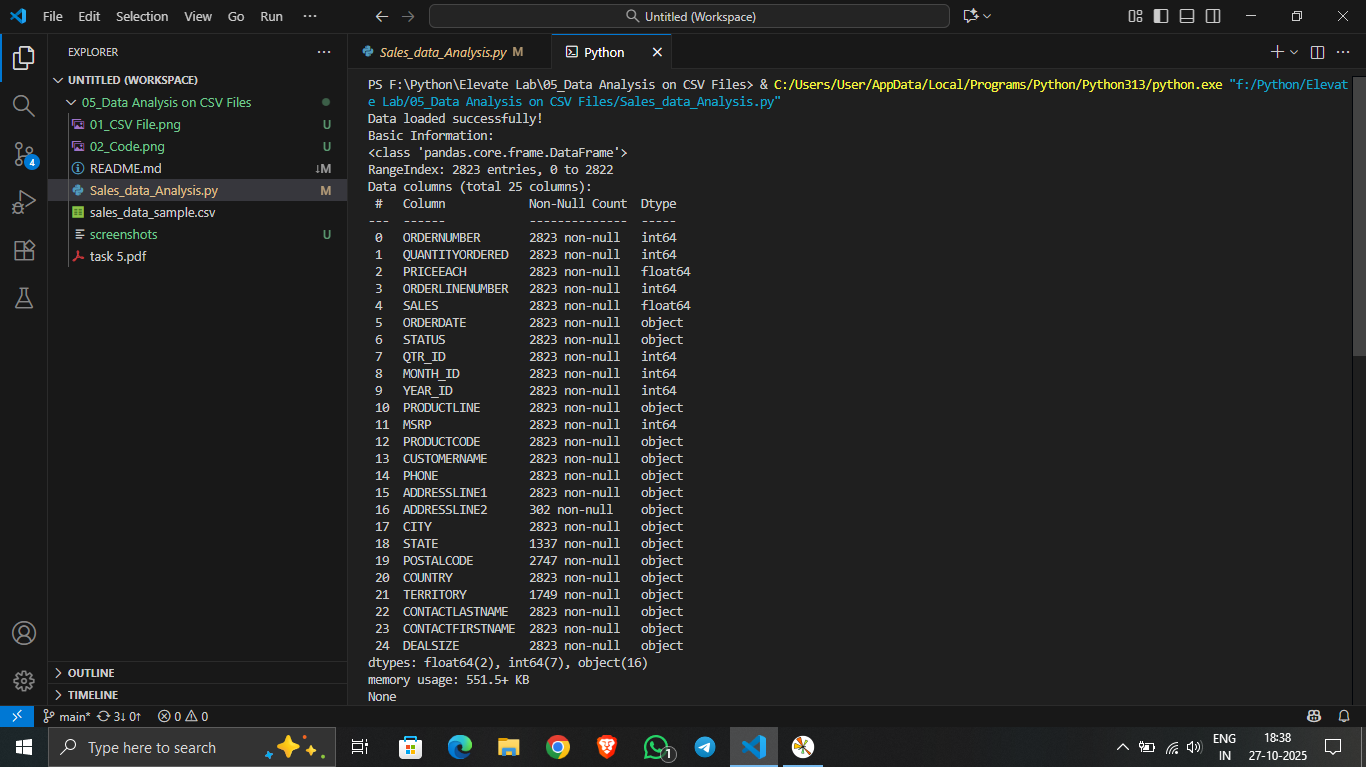 File Edit Selection View Go Run ···
Untitled (Workspace)
EXPLORER ···
UNTITLED (WORKSPACE)
05_Data Analysis on CSV Files
01_CSV File.png U
02_Code.png U
README.md ↓M
Sales_data_Analysis.py M
sales_data_sample.csv
screenshots U
task 5.pdf
OUTLINE
TIMELINE
4
Sales_data_Analysis.py M
Python
PS F:\Python\Elevate Lab\05_Data Analysis on CSV Files> & C:/Users/User/AppData/Local/Programs/Python/Python313/python.exe "f:/Python/Elevat
e Lab/05_Data Analysis on CSV Files/Sales_data_Analysis.py"
Data loaded successfully!
Basic Information:
<class 'pandas.core.frame.DataFrame'>
RangeIndex: 2823 entries, 0 to 2822
Data columns (total 25 columns):
 #   Column            Non-Null Count  Dtype
---  ------            --------------  -----
 0   ORDERNUMBER       2823 non-null   int64
 1   QUANTITYORDERED   2823 non-null   int64
 2   PRICEEACH         2823 non-null   float64
 3   ORDERLINENUMBER   2823 non-null   int64
 4   SALES             2823 non-null   float64
 5   ORDERDATE         2823 non-null   object
 6   STATUS            2823 non-null   object
 7   QTR_ID            2823 non-null   int64
 8   MONTH_ID          2823 non-null   int64
 9   YEAR_ID           2823 non-null   int64
 10  PRODUCTLINE       2823 non-null   object
 11  MSRP              2823 non-null   int64
 12  PRODUCTCODE       2823 non-null   object
 13  CUSTOMERNAME      2823 non-null   object
 14  PHONE             2823 non-null   object
 15  ADDRESSLINE1      2823 non-null   object
 16  ADDRESSLINE2      302 non-null    object
 17  CITY              2823 non-null   object
 18  STATE             1337 non-null   object
 19  POSTALCODE        2747 non-null   object
 20  COUNTRY           2823 non-null   object
 21  TERRITORY         1749 non-null   object
 22  CONTACTLASTNAME   2823 non-null   object
 23  CONTACTFIRSTNAME  2823 non-null   object
 24  DEALSIZE          2823 non-null   object
dtypes: float64(2), int64(7), object(16)
memory usage: 551.5+ KB
None
main* 3↓ 0↑ 0 0
Type here to search
1
ENG
IN
18:38
27-10-2025